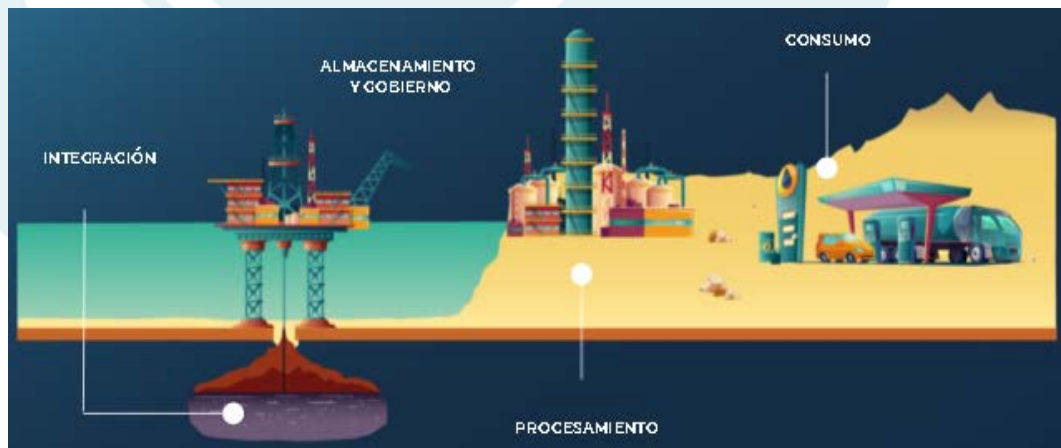 CONSUMO
ALMACENAMIENTO
Y GOBIERNO
INTEGRACIÓN
PROCESAMIENTO